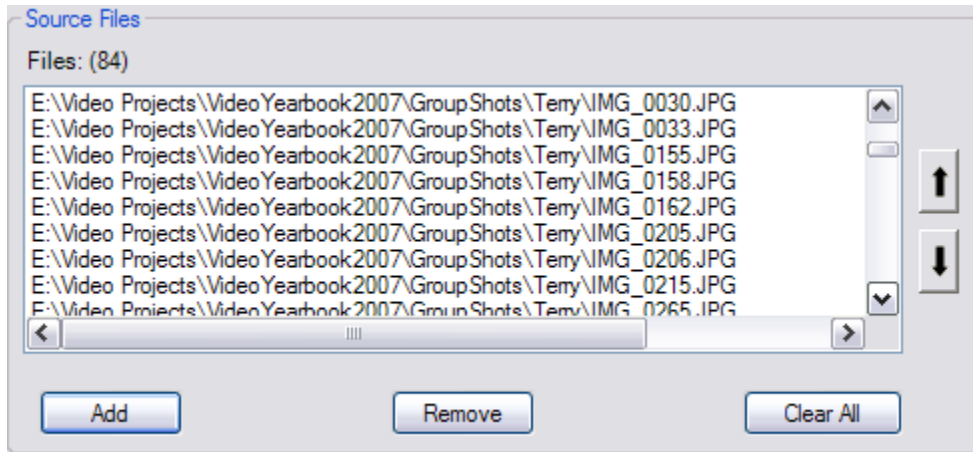 Source Files
Files: (84)
E:\Video Projects\VideoYearbook2007\GroupShots\Terry\IMG_0030.JPG
E:\Video Projects\VideoYearbook2007\GroupShots\Terry\IMG_0033.JPG
E:\Video Projects\VideoYearbook2007\GroupShots\Terry\IMG_0155.JPG
E:\Video Projects\VideoYearbook2007\GroupShots\Terry\IMG_0158.JPG
E:\Video Projects\VideoYearbook2007\GroupShots\Terry\IMG_0162.JPG
E:\Video Projects\VideoYearbook2007\GroupShots\Terry\IMG_0205.JPG
E:\Video Projects\VideoYearbook2007\GroupShots\Terry\IMG_0206.JPG
E:\Video Projects\VideoYearbook2007\GroupShots\Terry\IMG_0215.JPG
E:\Video Projects\VideoYearbook2007\GroupShots\Terry\IMG_0265.JPG
Add Remove Clear All